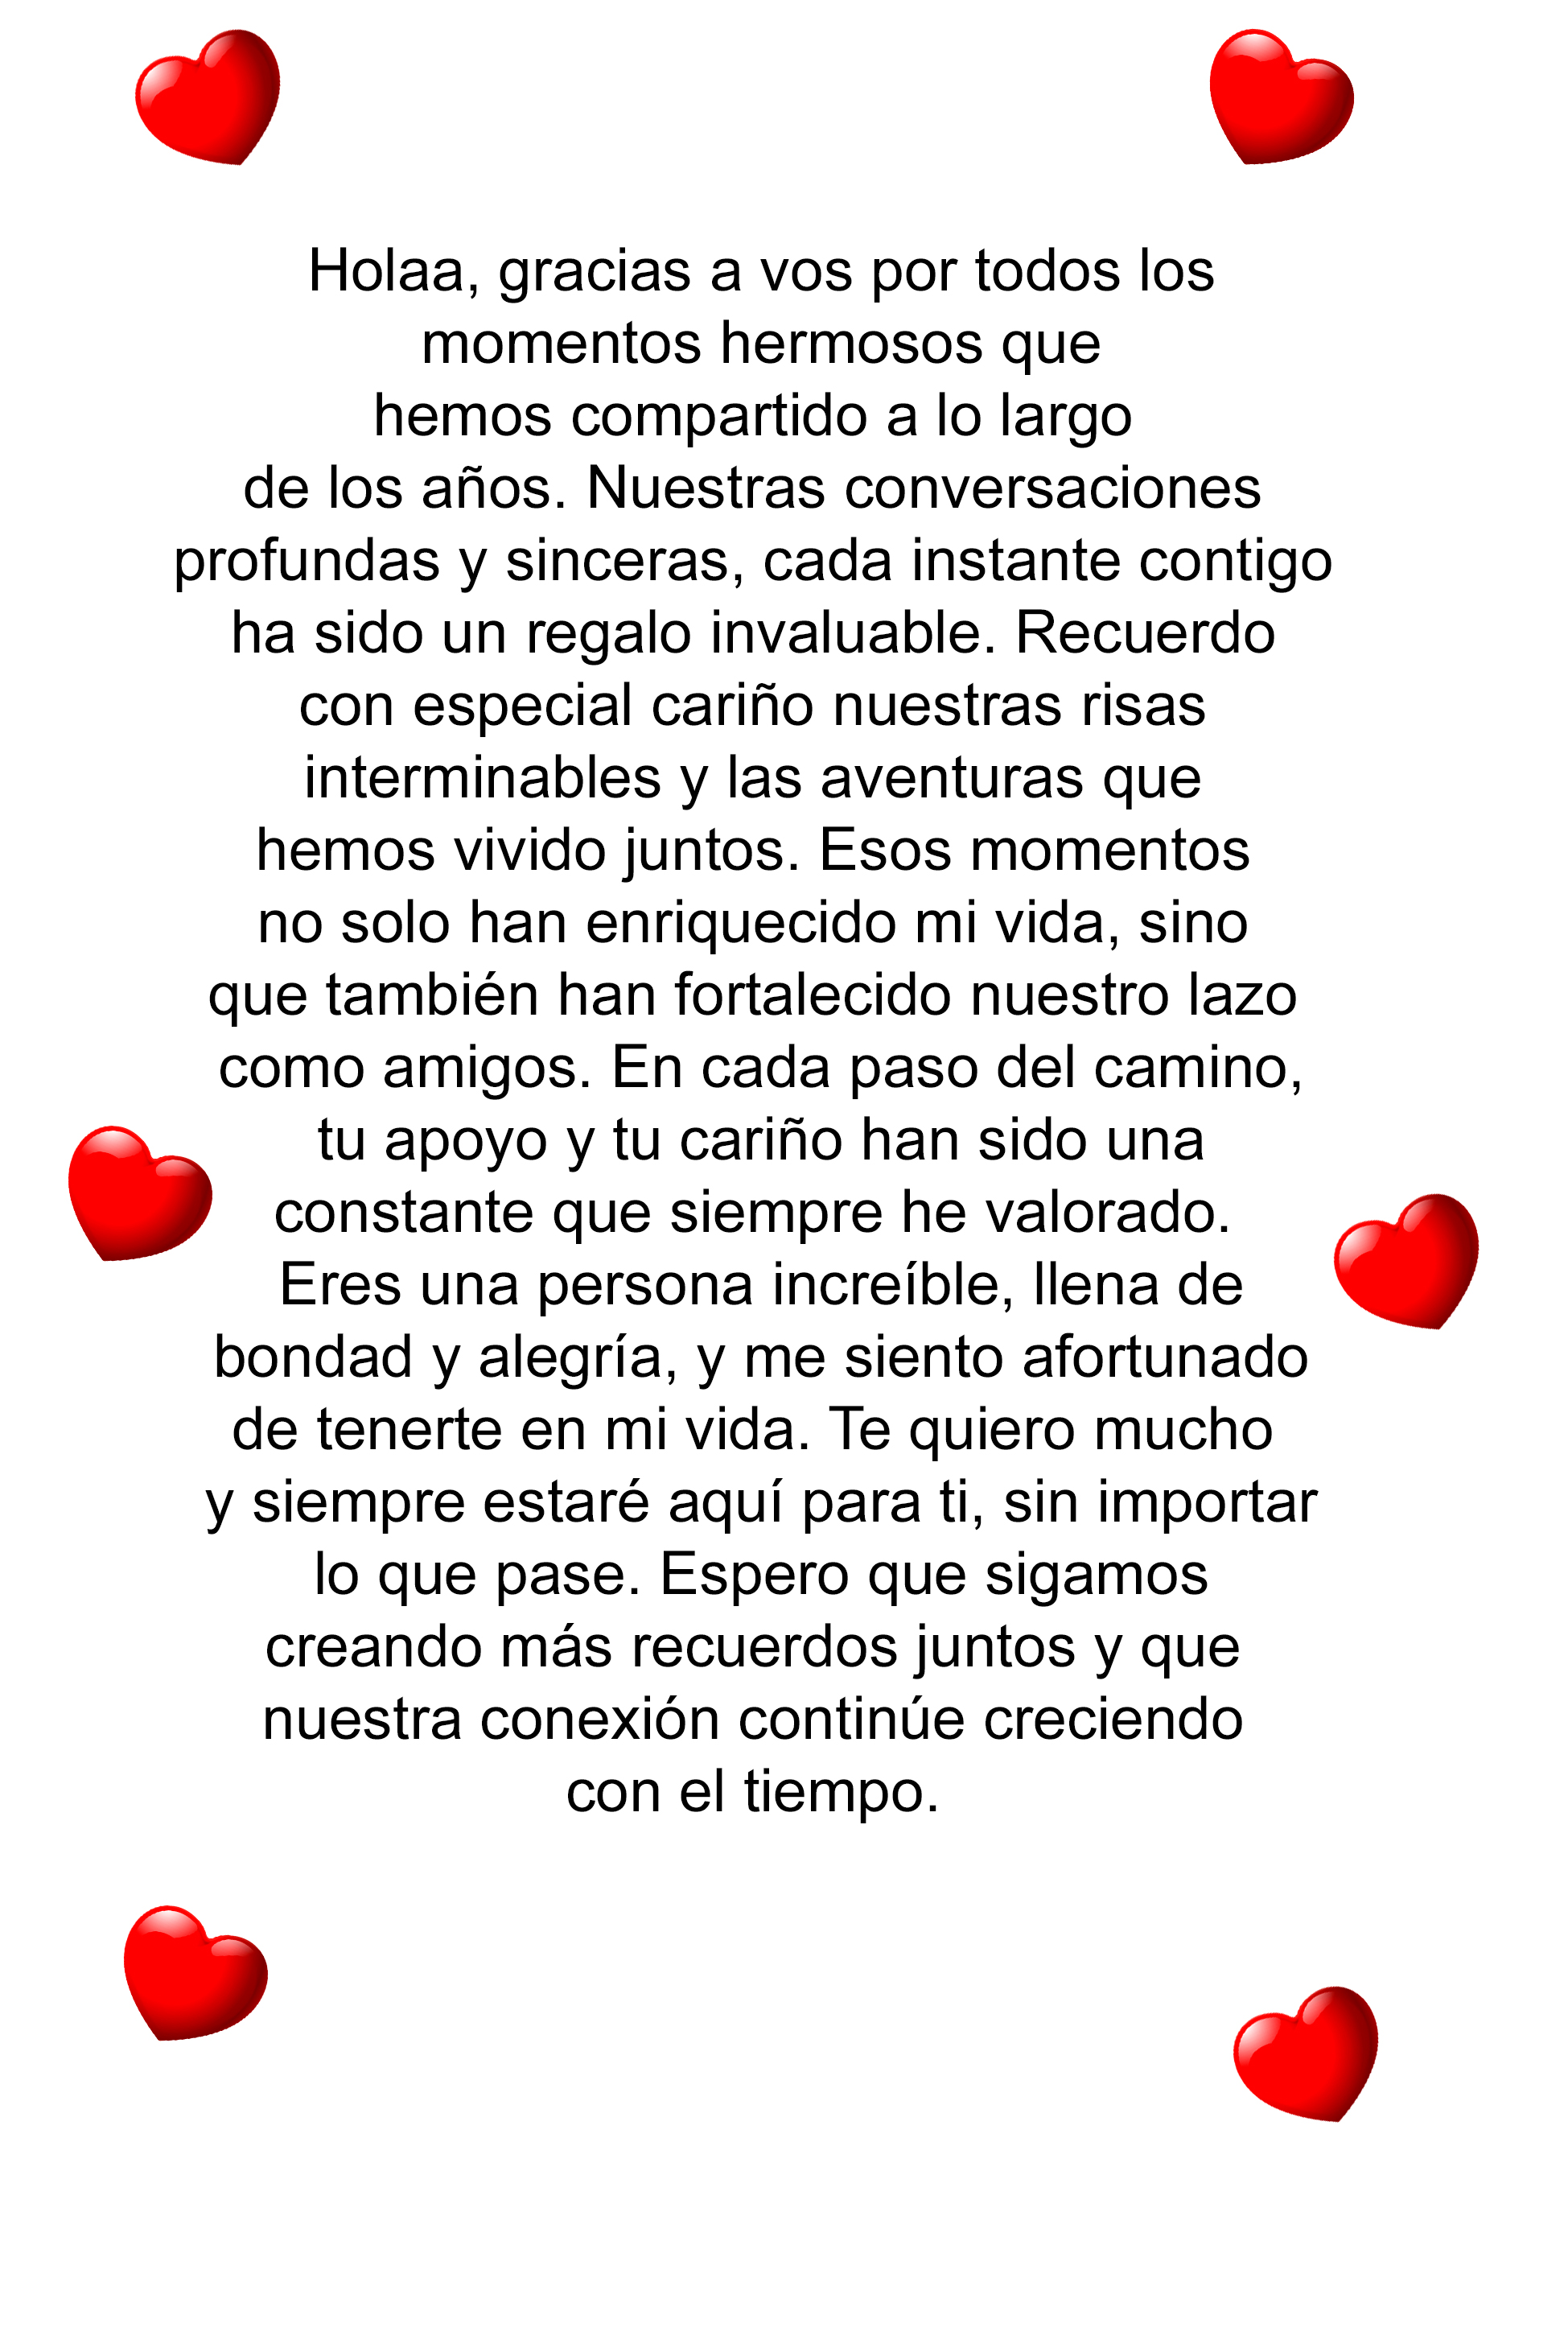 Holaa, gracias a vos por todos los
momentos hermosos que
hemos compartido a lo largo
de los años. Nuestras conversaciones
profundas y sinceras, cada instante contigo
ha sido un regalo invaluable. Recuerdo
con especial cariño nuestras risas
interminables y las aventuras que
hemos vivido juntos. Esos momentos
no solo han enriquecido mi vida, sino
que también han fortalecido nuestro lazo
como amigos. En cada paso del camino,
tu apoyo y tu cariño han sido una
constante que siempre he valorado.
Eres una persona increíble, llena de
bondad y alegría, y me siento afortunado
de tenerte en mi vida. Te quiero mucho
y siempre estaré aquí para ti, sin importar
lo que pase. Espero que sigamos
creando más recuerdos juntos y que
nuestra conexión continúe creciendo
con el tiempo.